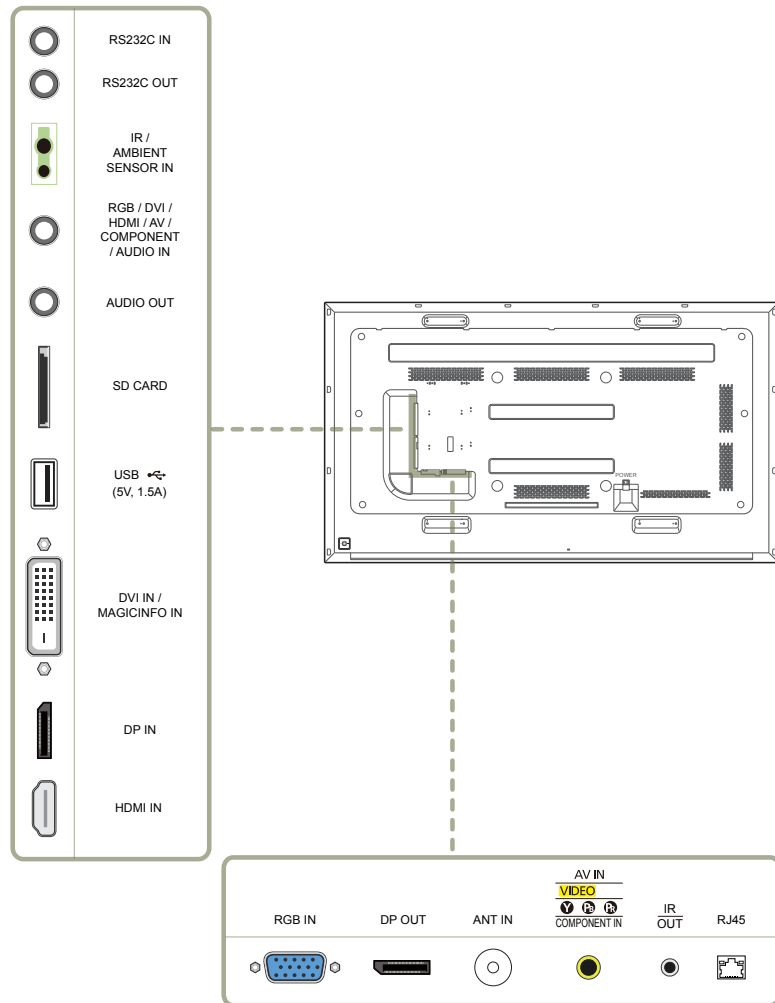 RS232C IN
RS232C OUT
IR /
AMBIENT
SENSOR IN
RGB / DVI /
HDMI / AV /
COMPONENT
/ AUDIO IN
AUDIO OUT
SD CARD
USB
(5V, 1.5A)
DVI IN /
MAGICINFO IN
DP IN
HDMI IN
POWER
RGB IN
DP OUT
ANT IN
AV IN
VIDEO
Y PB PR
COMPONENT IN
IR
OUT
RJ45